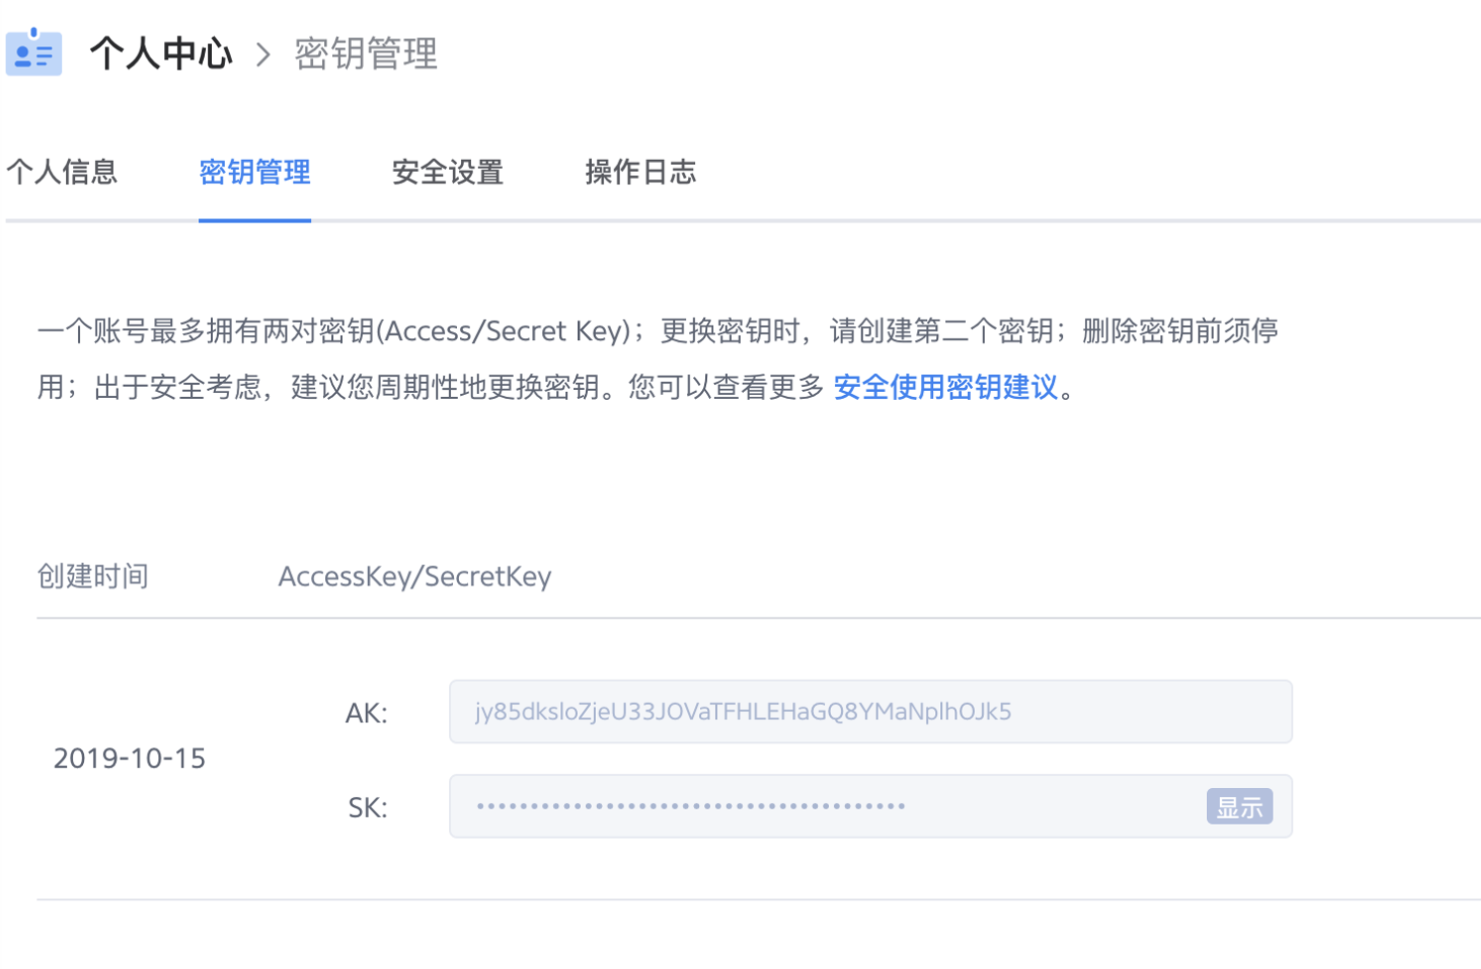 个人中心 > 密钥管理
个人信息 密钥管理 安全设置 操作日志
一个账号最多拥有两对密钥(Access/Secret Key)；更换密钥时，请创建第二个密钥；删除密钥前须停
用；出于安全考虑，建议您周期性地更换密钥。您可以查看更多 安全使用密钥建议。
创建时间 AccessKey/SecretKey
AK: jy85dksloZjeU33JOVaTFHLEHaGQ8YMaNplhOJk5
2019-10-15
SK: ････････････････････････････････････････ 显示